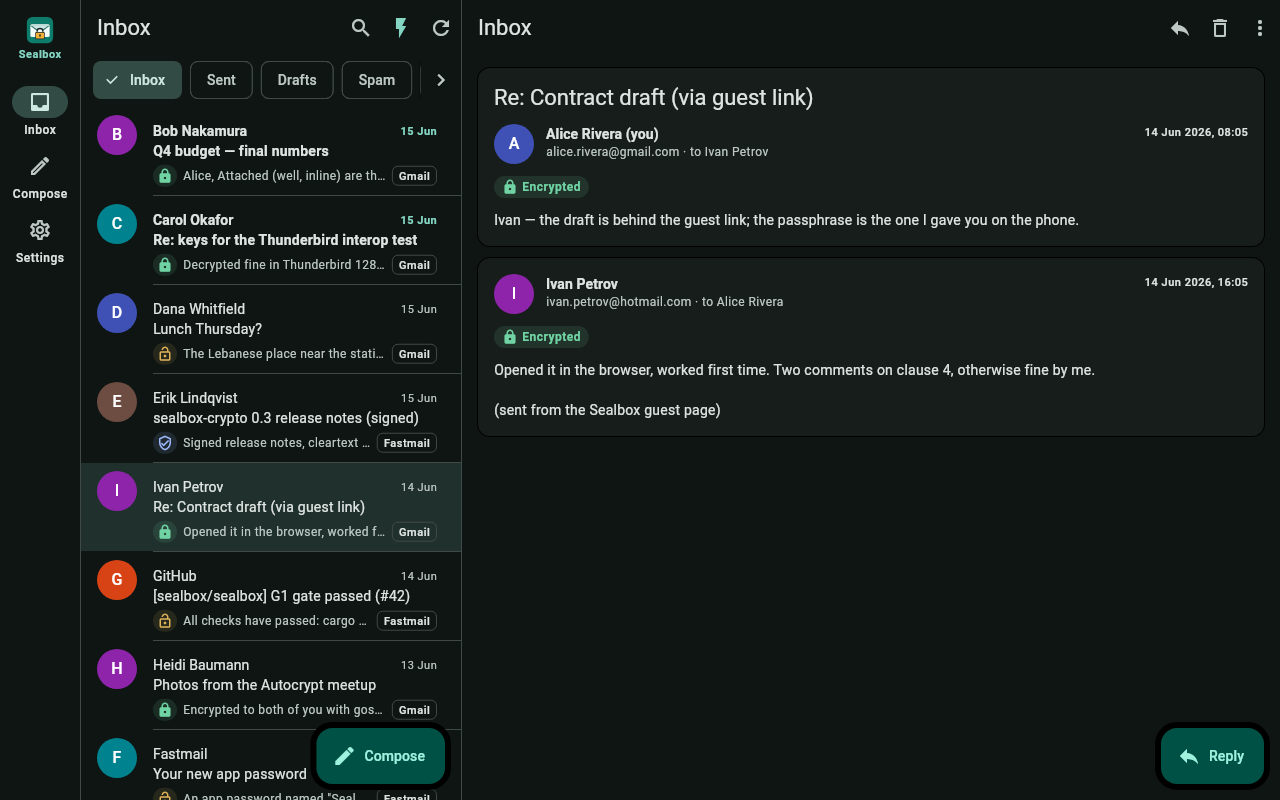 Sealbox
Inbox
Compose
Settings
Inbox
Inbox
Sent
Drafts
Spam
B
Bob Nakamura
15 Jun
Q4 budget — final numbers
Alice, Attached (well, inline) are th…
Gmail
C
Carol Okafor
15 Jun
Re: keys for the Thunderbird interop test
Decrypted fine in Thunderbird 128…
Gmail
D
Dana Whitfield
15 Jun
Lunch Thursday?
The Lebanese place near the stati…
Gmail
E
Erik Lindqvist
15 Jun
sealbox-crypto 0.3 release notes (signed)
Signed release notes, cleartext …
Fastmail
I
Ivan Petrov
14 Jun
Re: Contract draft (via guest link)
Opened it in the browser, worked f…
Gmail
G
GitHub
14 Jun
[sealbox/sealbox] G1 gate passed (#42)
All checks have passed: cargo …
Fastmail
H
Heidi Baumann
13 Jun
Photos from the Autocrypt meetup
Encrypted to both of you with gos…
Gmail
F
Fastmail
Your new app password
An app password named "Seal…
Fastmail
Compose
Inbox
Re: Contract draft (via guest link)
A
Alice Rivera (you)
14 Jun 2026, 08:05
alice.rivera@gmail.com · to Ivan Petrov
Encrypted
Ivan — the draft is behind the guest link; the passphrase is the one I gave you on the phone.
I
Ivan Petrov
14 Jun 2026, 16:05
ivan.petrov@hotmail.com · to Alice Rivera
Encrypted
Opened it in the browser, worked first time. Two comments on clause 4, otherwise fine by me.
(sent from the Sealbox guest page)
Reply